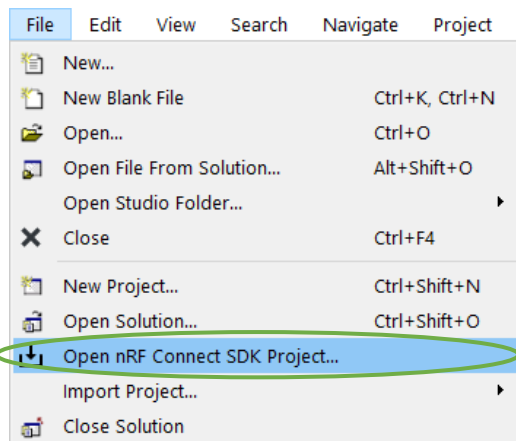 File Edit View Search Navigate Project
New...
New Blank File Ctrl+K, Ctrl+N
Open... Ctrl+O
Open File From Solution... Alt+Shift+O
Open Studio Folder...
Close Ctrl+F4
New Project... Ctrl+Shift+N
Open Solution... Ctrl+Shift+O
Open nRF Connect SDK Project...
Import Project...
Close Solution